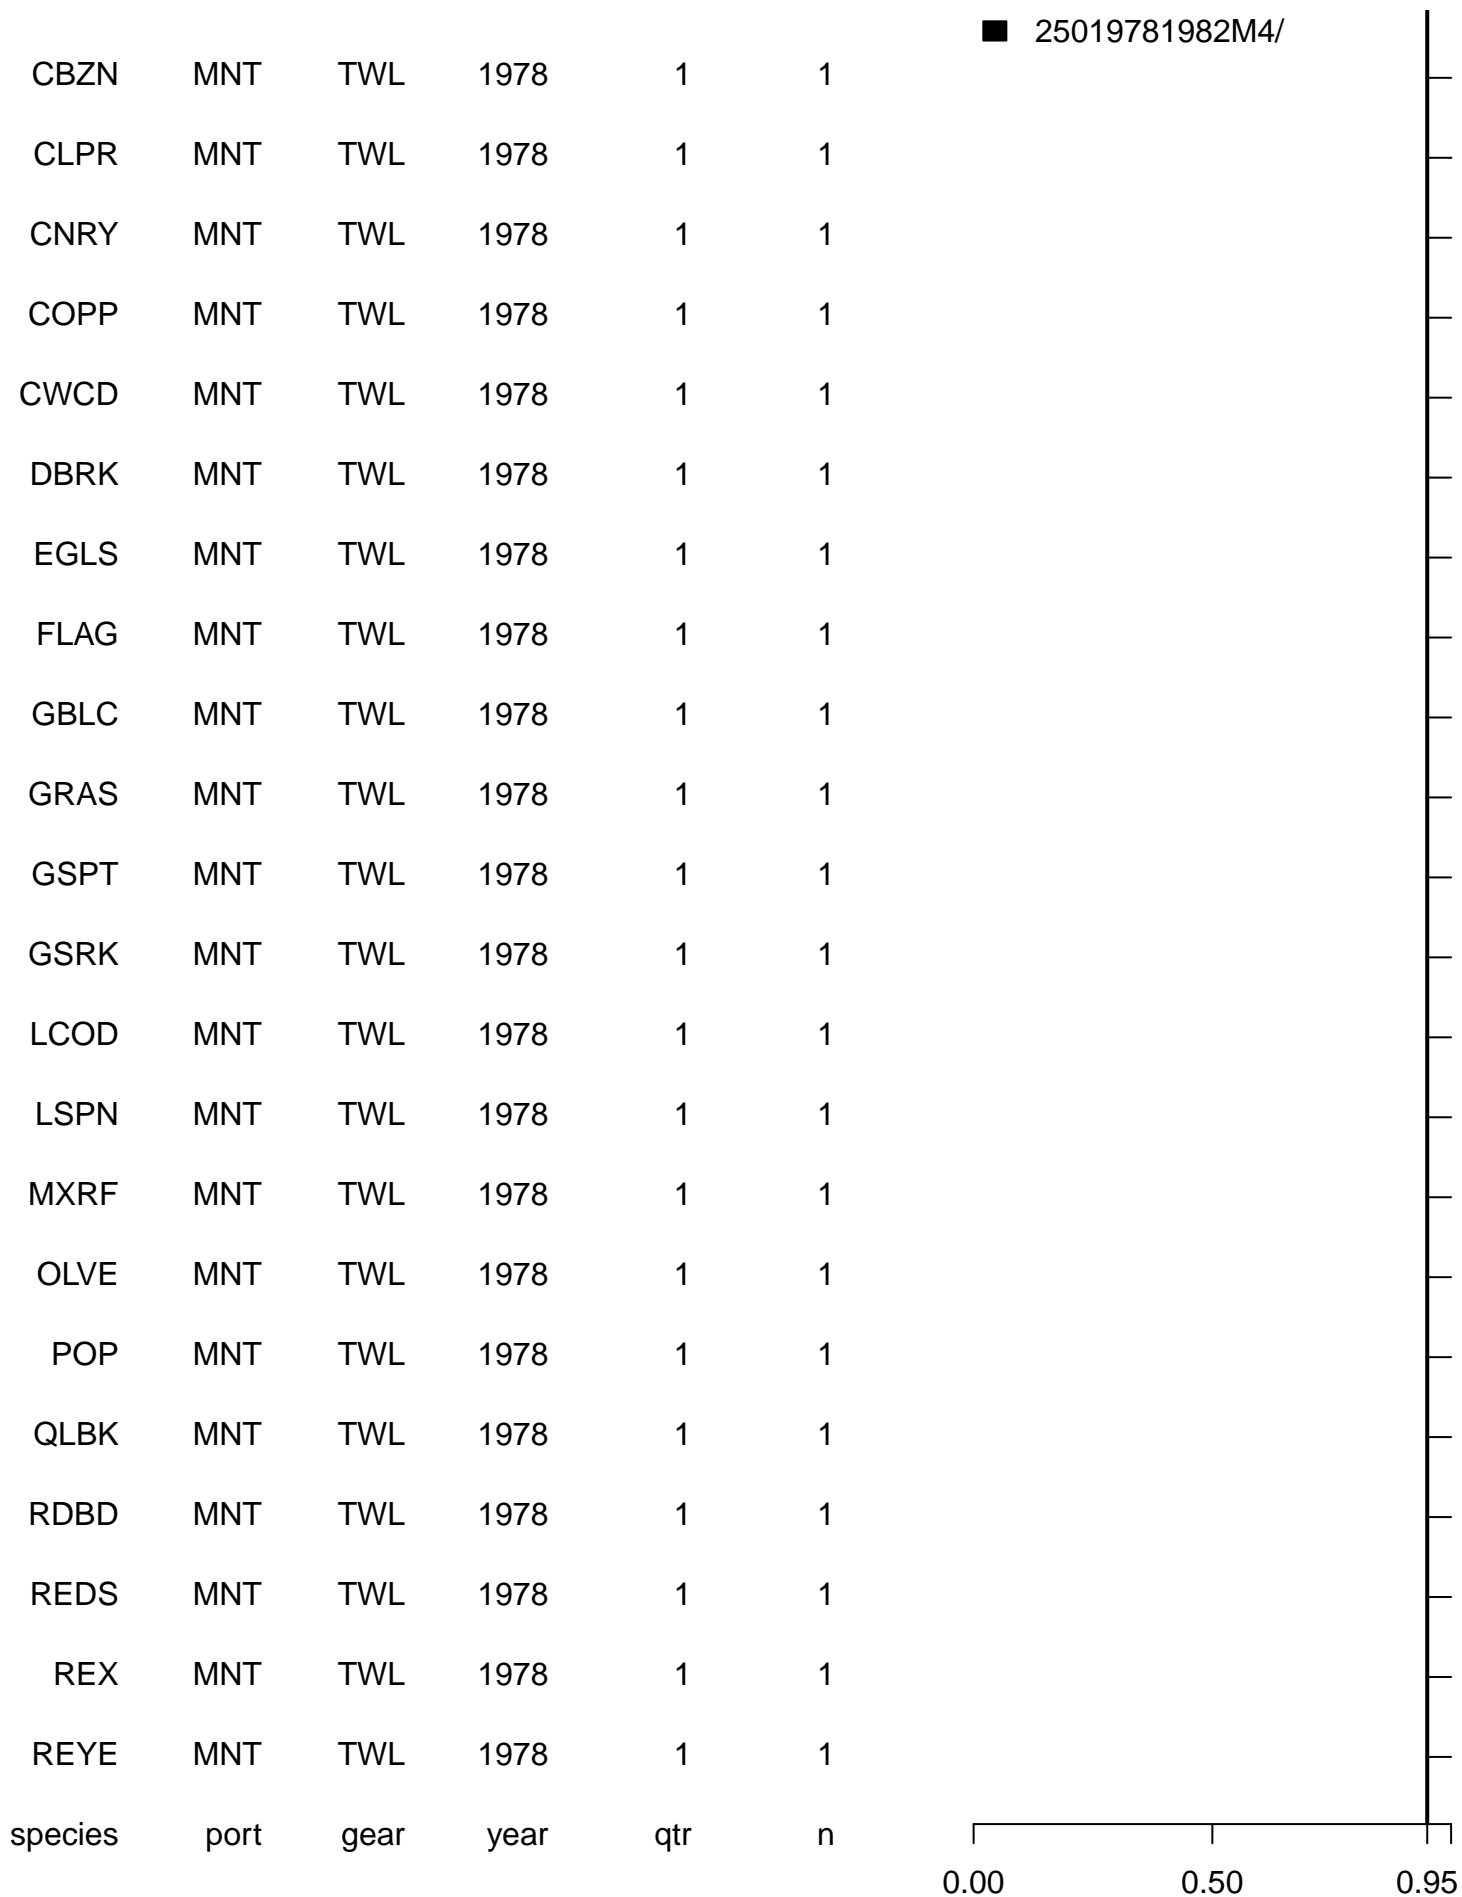 25019781982M4/
CBZN MNT TWL 1978 1 1
CLPR MNT TWL 1978 1 1
CNRY MNT TWL 1978 1 1
COPP MNT TWL 1978 1 1
CWCD MNT TWL 1978 1 1
DBRK MNT TWL 1978 1 1
EGLS MNT TWL 1978 1 1
FLAG MNT TWL 1978 1 1
GBLC MNT TWL 1978 1 1
GRAS MNT TWL 1978 1 1
GSPT MNT TWL 1978 1 1
GSRK MNT TWL 1978 1 1
LCOD MNT TWL 1978 1 1
LSPN MNT TWL 1978 1 1
MXRF MNT TWL 1978 1 1
OLVE MNT TWL 1978 1 1
POP MNT TWL 1978 1 1
QLBK MNT TWL 1978 1 1
RDBD MNT TWL 1978 1 1
REDS MNT TWL 1978 1 1
REX MNT TWL 1978 1 1
REYE MNT TWL 1978 1 1
species port gear year qtr n
0.00 0.50 0.95